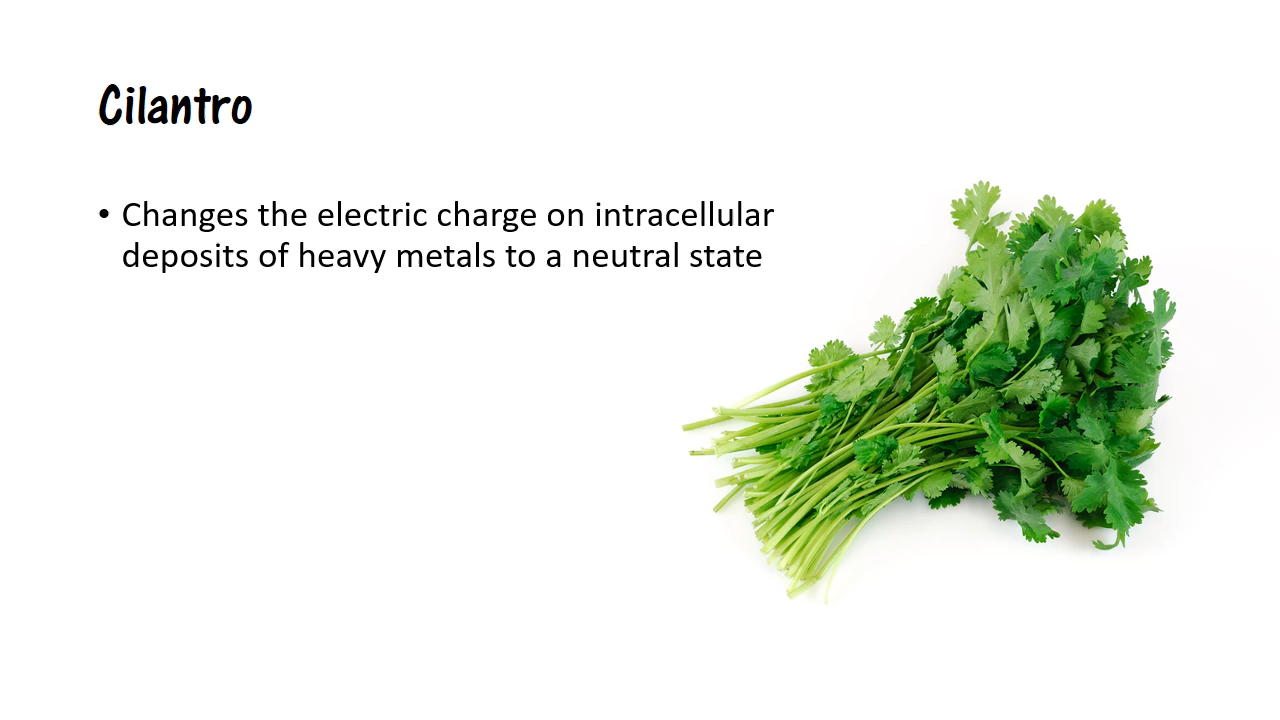 Cilantro
• Changes the electric charge on intracellular
deposits of heavy metals to a neutral state